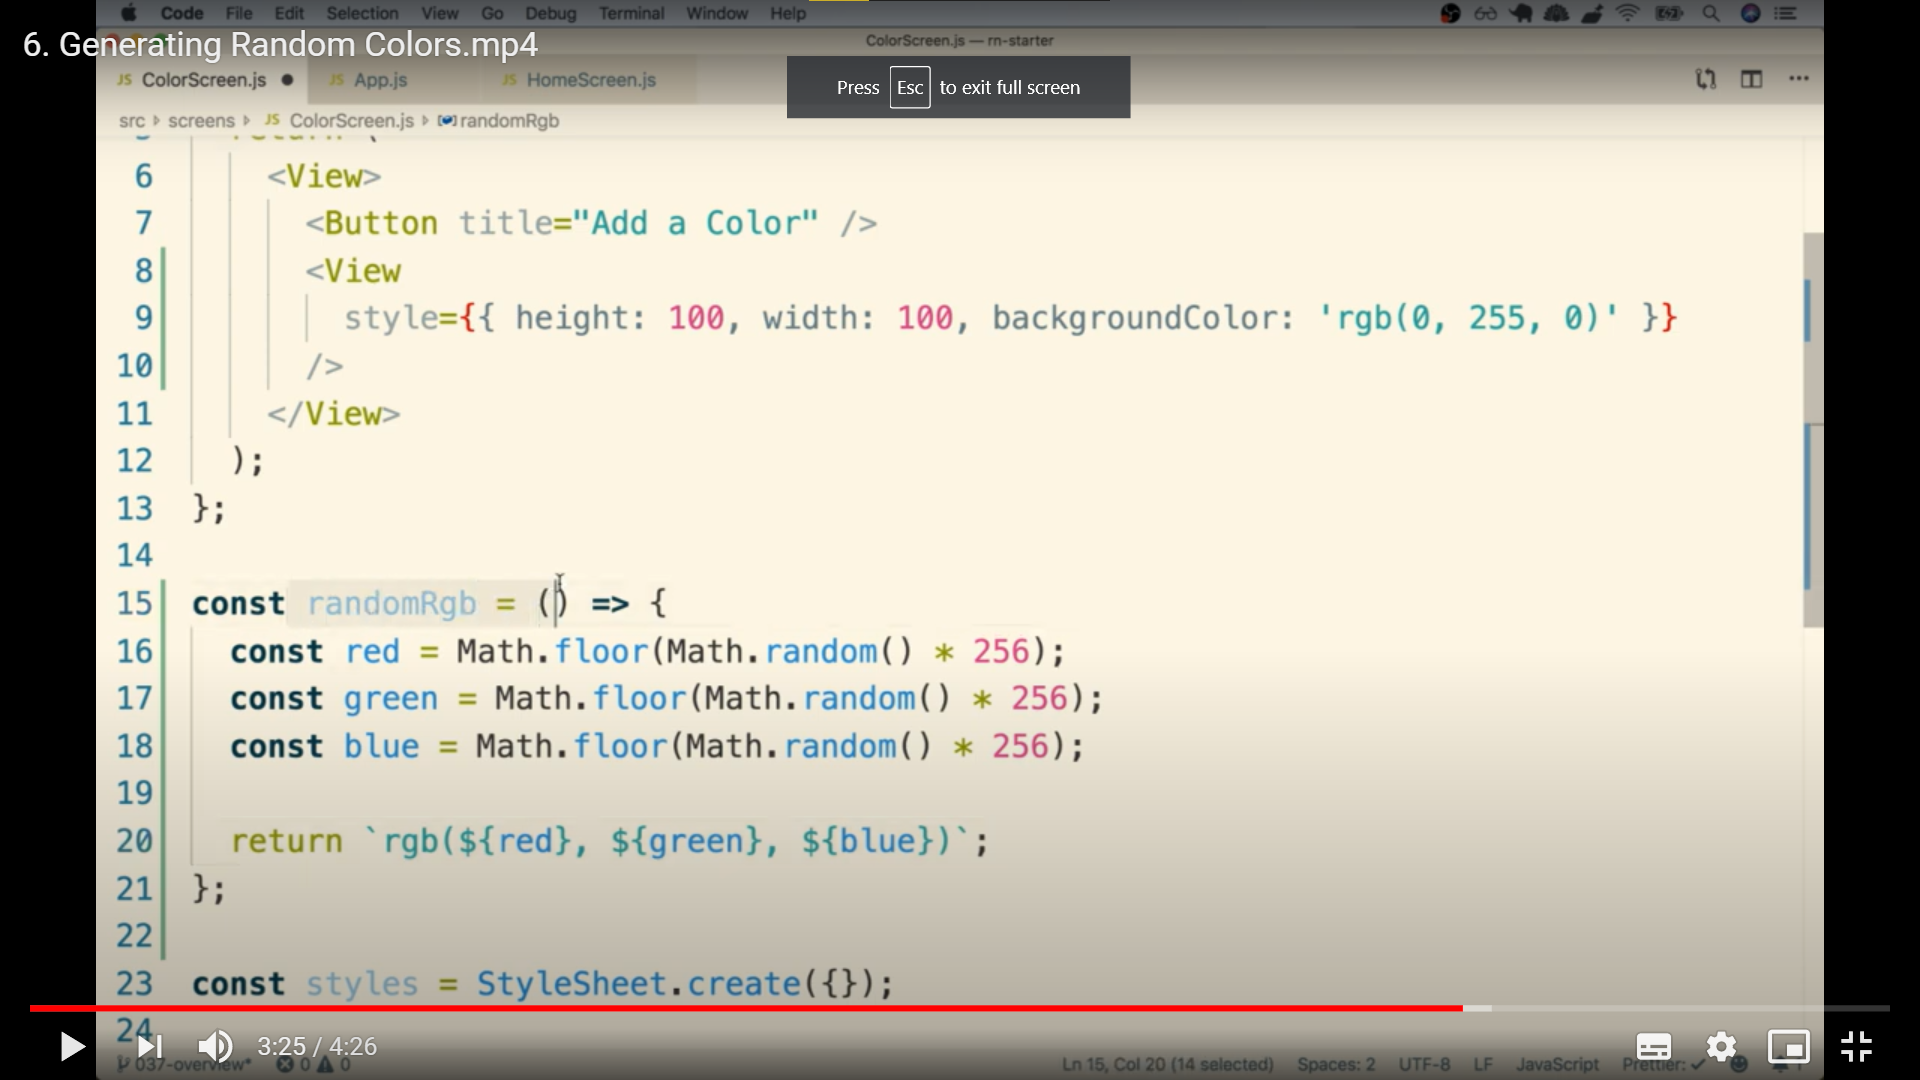 Code File Edit Selection View Go Debug Terminal Window Help
6. Generating Random Colors.mp4
ColorScreen.js — rn-starter
JS ColorScreen.js ● JS App.js JS HomeScreen.js
Press Esc to exit full screen
src › screens › JS ColorScreen.js › randomRgb
6 <View>
7 <Button title="Add a Color" />
8 <View
9 style={{ height: 100, width: 100, backgroundColor: 'rgb(0, 255, 0)' }}
10 />
11 </View>
12 );
13 };
14
15 const randomRgb = () => {
16 const red = Math.floor(Math.random() * 256);
17 const green = Math.floor(Math.random() * 256);
18 const blue = Math.floor(Math.random() * 256);
19
20 return `rgb(${red}, ${green}, ${blue})`;
21 };
22
23 const styles = StyleSheet.create({});
24
3:25 / 4:26
037-overview* 0 0 Ln 15, Col 20 (14 selected) Spaces: 2 UTF-8 LF JavaScript Prettier: ✓